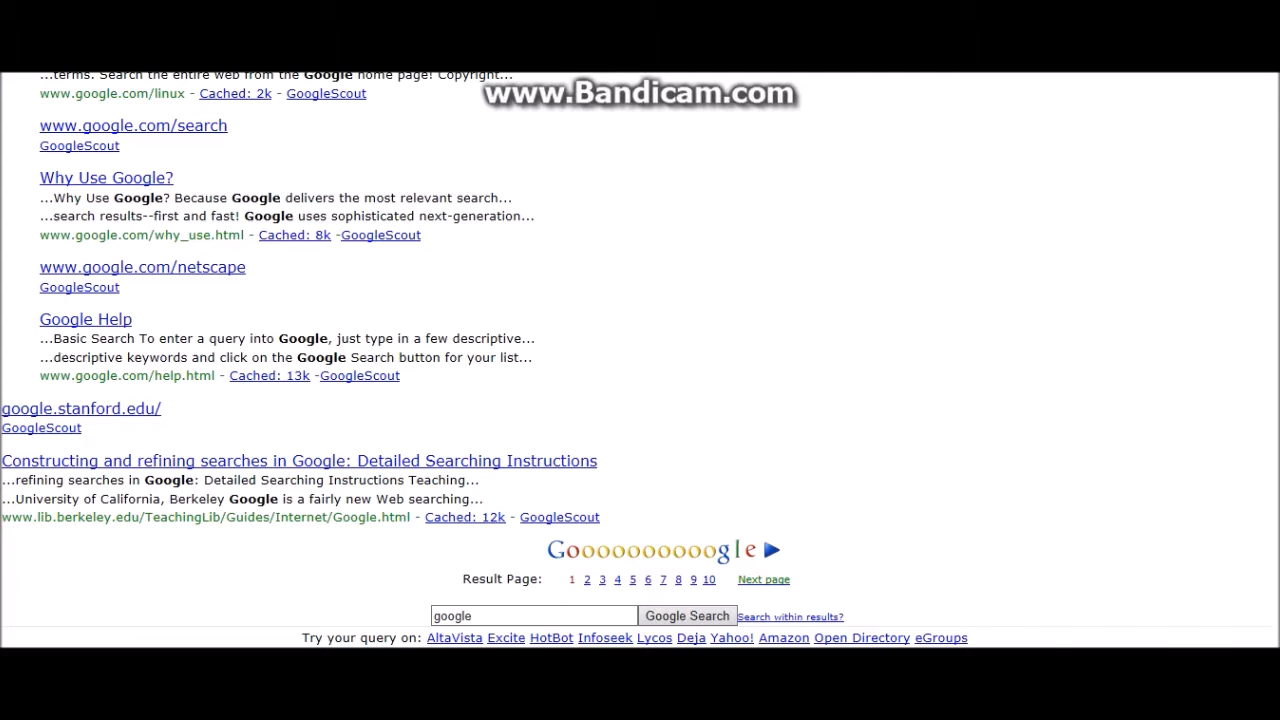 ...terms. Search the entire web from the Google home page! Copyright...
www.Bandicam.com
www.google.com/linux - Cached: 2k - GoogleScout
www.google.com/search
GoogleScout
Why Use Google?
...Why Use Google? Because Google delivers the most relevant search...
...search results--first and fast! Google uses sophisticated next-generation...
www.google.com/why_use.html - Cached: 8k -GoogleScout
www.google.com/netscape
GoogleScout
Google Help
...Basic Search To enter a query into Google, just type in a few descriptive...
...descriptive keywords and click on the Google Search button for your list...
www.google.com/help.html - Cached: 13k -GoogleScout
google.stanford.edu/
GoogleScout
Constructing and refining searches in Google: Detailed Searching Instructions
...refining searches in Google: Detailed Searching Instructions Teaching...
...University of California, Berkeley Google is a fairly new Web searching...
www.lib.berkeley.edu/TeachingLib/Guides/Internet/Google.html - Cached: 12k - GoogleScout
Goooooooooogle
Result Page: 1 2 3 4 5 6 7 8 9 10 Next page
google Google Search Search within results?
Try your query on: AltaVista Excite HotBot Infoseek Lycos Deja Yahoo! Amazon Open Directory eGroups